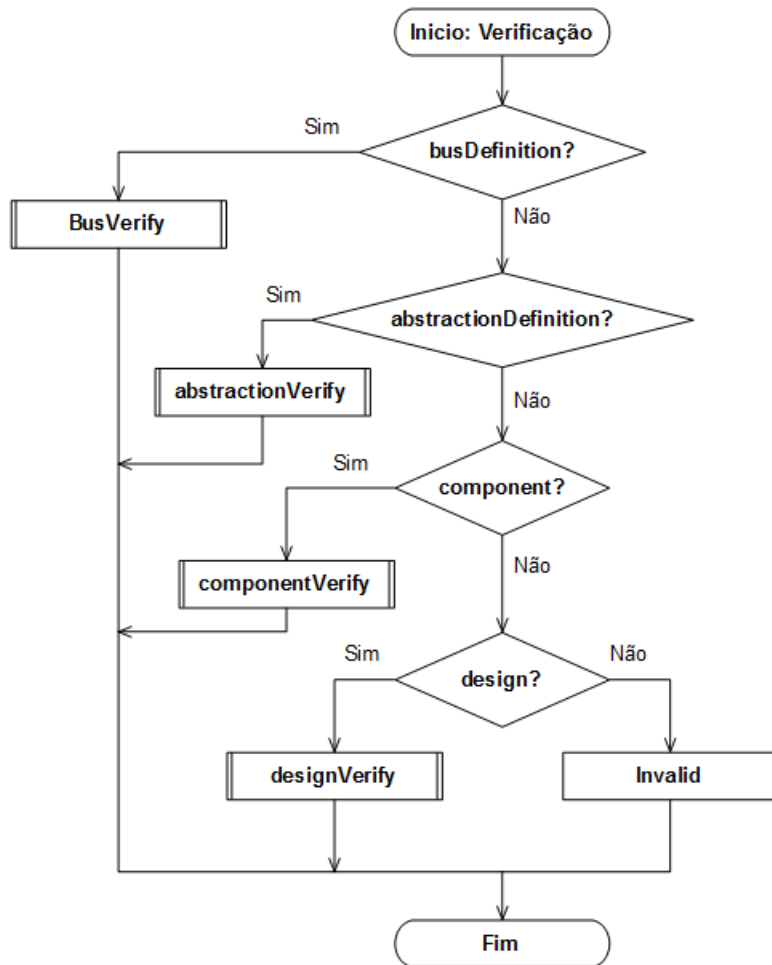 Inicio: Verificação
Sim
busDefinition?
BusVerify
Não
Sim
abstractionDefinition?
abstractionVerify
Não
Sim
component?
componentVerify
Não
Sim
design?
Não
designVerify
Invalid
Fim